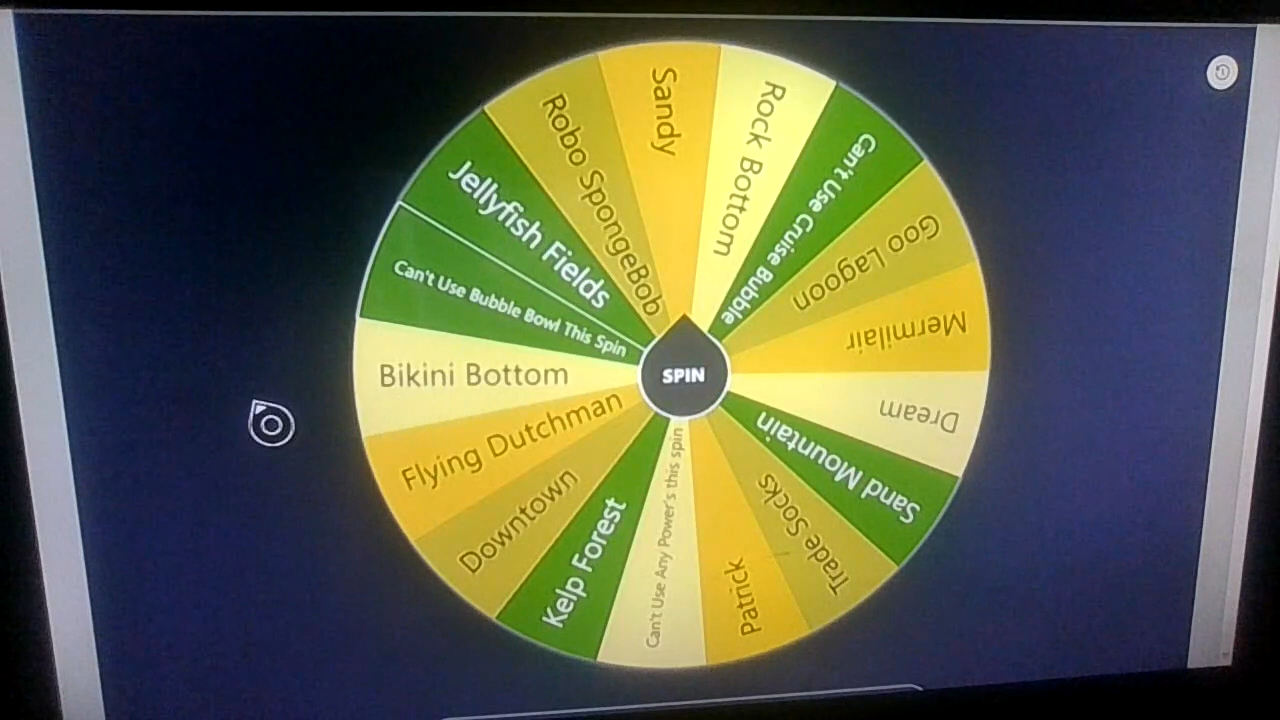 Sandy
Rock Bottom
Can't Use Cruise Bubble
Goo Lagoon
Mermilair
Dream
Sand Mountain
Trade Socks
Patrick
Can't Use Any Power's this spin
Kelp Forest
Downtown
Flying Dutchman
Bikini Bottom
Can't Use Bubble Bowl This Spin
Jellyfish Fields
Robo SpongeBob
SPIN